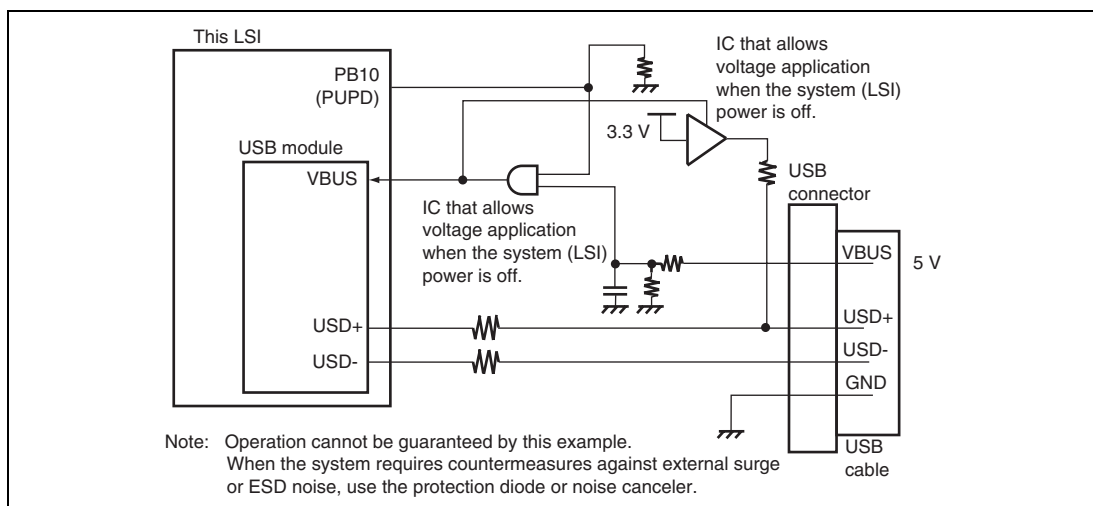 This LSI
PB10
(PUPD)
IC that allows
voltage application
when the system (LSI)
power is off.
3.3 V
USB module
VBUS
USB
connector
IC that allows
voltage application
when the system (LSI)
power is off.
VBUS
5 V
USD+
USD+
USD-
USD-
GND
Note: Operation cannot be guaranteed by this example.
When the system requires countermeasures against external surge
or ESD noise, use the protection diode or noise canceler.
USB
cable